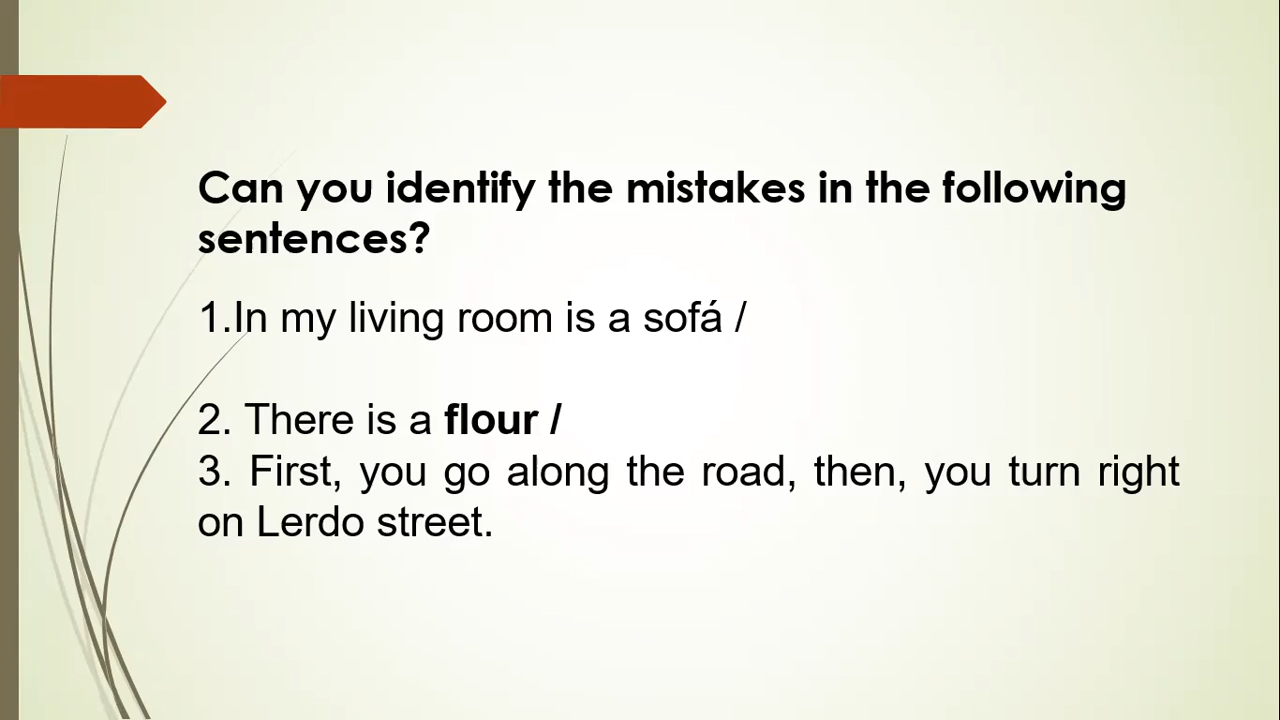 Can you identify the mistakes in the following
sentences?
1.In my living room is a sofá /
2. There is a flour /
3. First, you go along the road, then, you turn right
on Lerdo street.